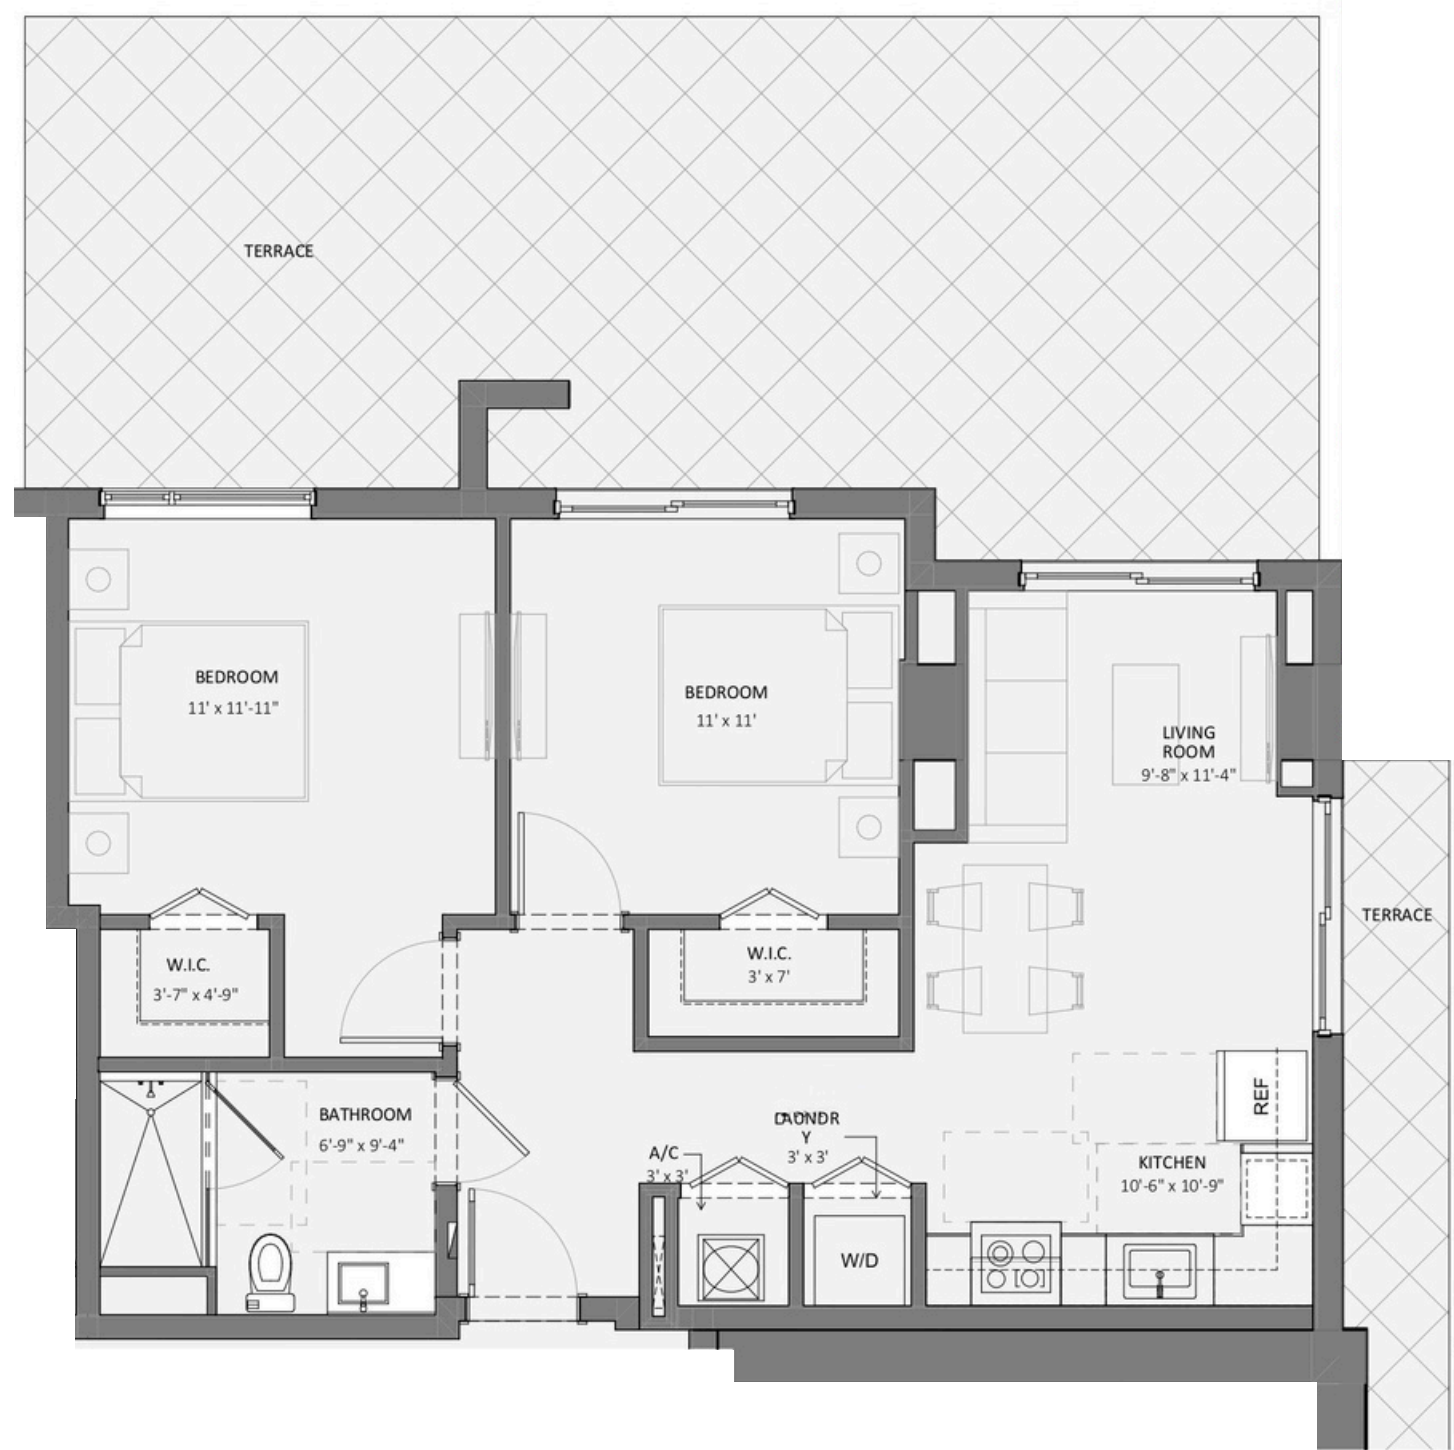 TERRACE
BEDROOM
11' x 11'-11"
BEDROOM
11' x 11'
LIVING
ROOM
9'-8" x 11'-4"
TERRACE
W.I.C.
3'-7" x 4'-9"
W.I.C.
3' x 7'
REF
BATHROOM
6'-9" x 9'-4"
A/C
3' x 3'
Y
3' x 3'
KITCHEN
10'-6" x 10'-9"
W/D